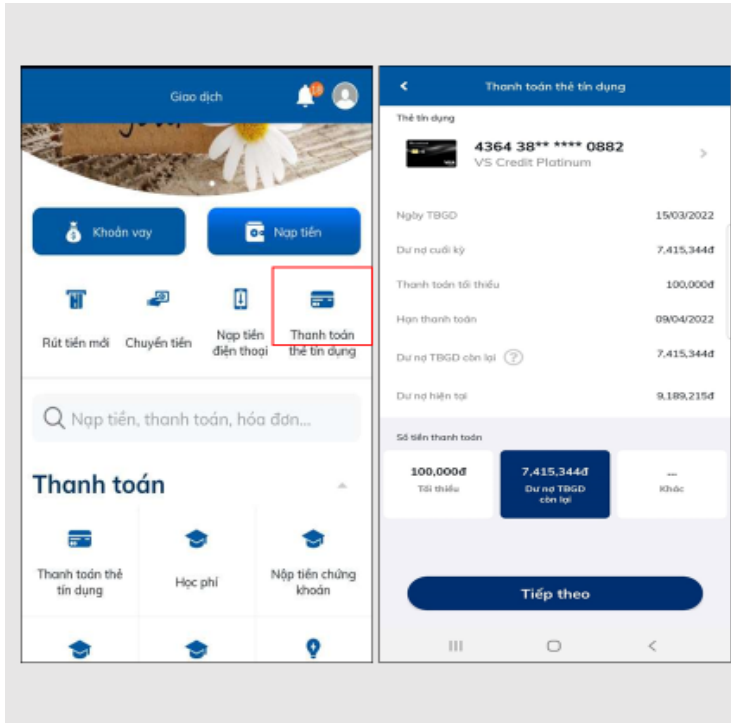 Giao dịch
18
Khoản vay
Nạp tiền
Rút tiền mới
Chuyển tiền
Nạp tiền
điện thoại
Thanh toán
thẻ tín dụng
Nạp tiền, thanh toán, hóa đơn...
Thanh toán
Thanh toán thẻ
tín dụng
Học phí
Nộp tiền chứng
khoán
Thanh toán thẻ tín dụng
Thẻ tín dụng
4364 38** **** 0882
VS Credit Platinum
Ngày TBGD
15/03/2022
Dư nợ cuối kỳ
7,415,344đ
Thanh toán tối thiểu
100,000đ
Hạn thanh toán
09/04/2022
Dư nợ TBGD còn lại ?
7,415,344đ
Dư nợ hiện tại
9,189,215đ
Số tiền thanh toán
100,000đ
Tối thiểu
7,415,344đ
Dư nợ TBGD
còn lại
...
Khác
Tiếp theo